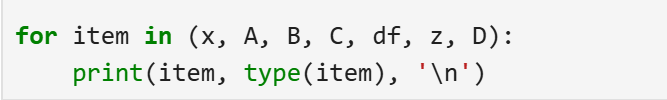 for item in (x, A, B, C, df, z, D):
    print(item, type(item), '\n')